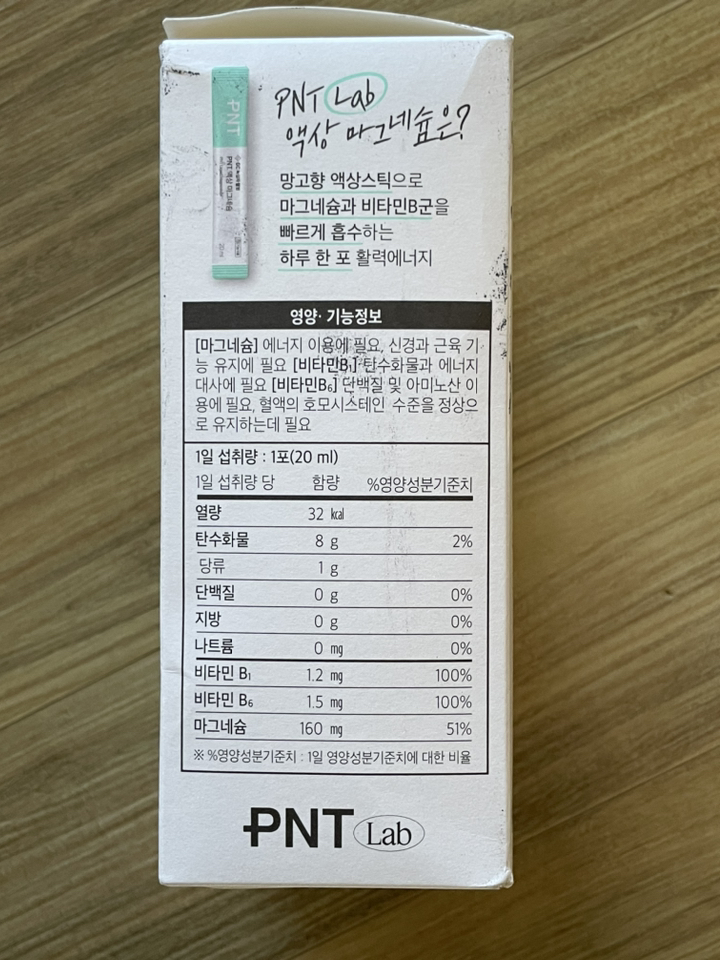 PNT Lab
액상 마그네슘은?
망고향 액상스틱으로
마그네슘과 비타민B군을
빠르게 흡수하는
하루 한 포 활력에너지
PNT
PNT 액상 마그네슘
영양· 기능정보
[마그네슘] 에너지 이용에 필요, 신경과 근육 기
능 유지에 필요 [비타민B₁] 탄수화물과 에너지
대사에 필요 [비타민B₆] 단백질 및 아미노산 이
용에 필요, 혈액의 호모시스테인 수준을 정상으
로 유지하는데 필요
1일 섭취량 : 1포(20 ml)
1일 섭취량 당 함량 %영양성분기준치
열량 32 kcal
탄수화물 8 g 2%
당류 1 g
단백질 0 g 0%
지방 0 g 0%
나트륨 0 mg 0%
비타민 B₁ 1.2 mg 100%
비타민 B₆ 1.5 mg 100%
마그네슘 160 mg 51%
※ %영양성분기준치 : 1일 영양성분기준치에 대한 비율
PNT Lab